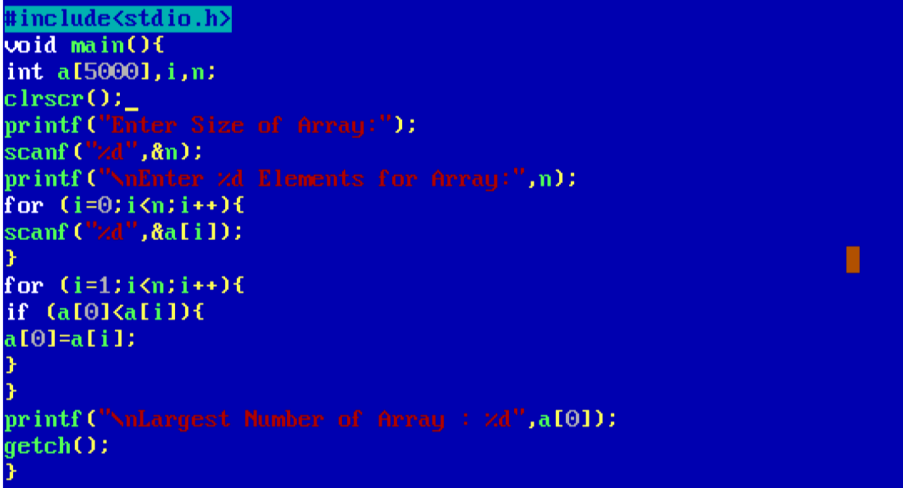 #include<stdio.h>
void main(){
int a[5000],i,n;
clrscr();
printf("Enter Size of Array:");
scanf("%d",&n);
printf("\nEnter %d Elements for Array:",n);
for (i=0;i<n;i++){
scanf("%d",&a[i]);
}
for (i=1;i<n;i++){
if (a[0]<a[i]){
a[0]=a[i];
}
}
printf("\nLargest Number of Array : %d",a[0]);
getch();
}